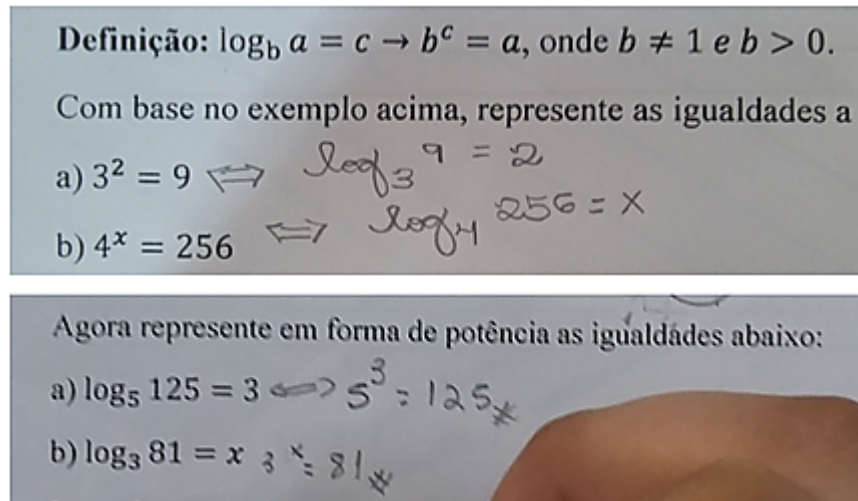 Definição: log_b a = c → b^c = a, onde b ≠ 1 e b > 0.
Com base no exemplo acima, represente as igualdades a
a) 3² = 9 ⟺ log₃ 9 = 2
b) 4ˣ = 256 ⟺ log₄ 256 = x
Agora represente em forma de potência as igualdades abaixo:
a) log₅ 125 = 3 ⟺ 5³ = 125
b) log₃ 81 = x 3ˣ = 81